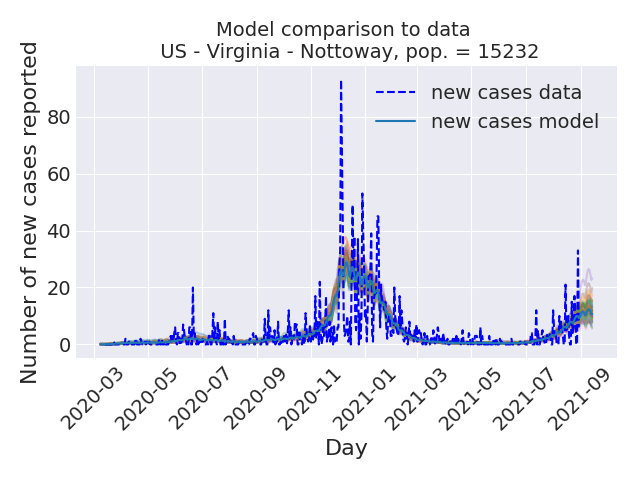 Model comparison to data
US - Virginia - Nottoway, pop. = 15232
Number of new cases reported
80
60
40
20
0
new cases data
new cases model
2020-03
2020-05
2020-07
2020-09
2020-11
2021-01
2021-03
2021-05
2021-07
2021-09
Day